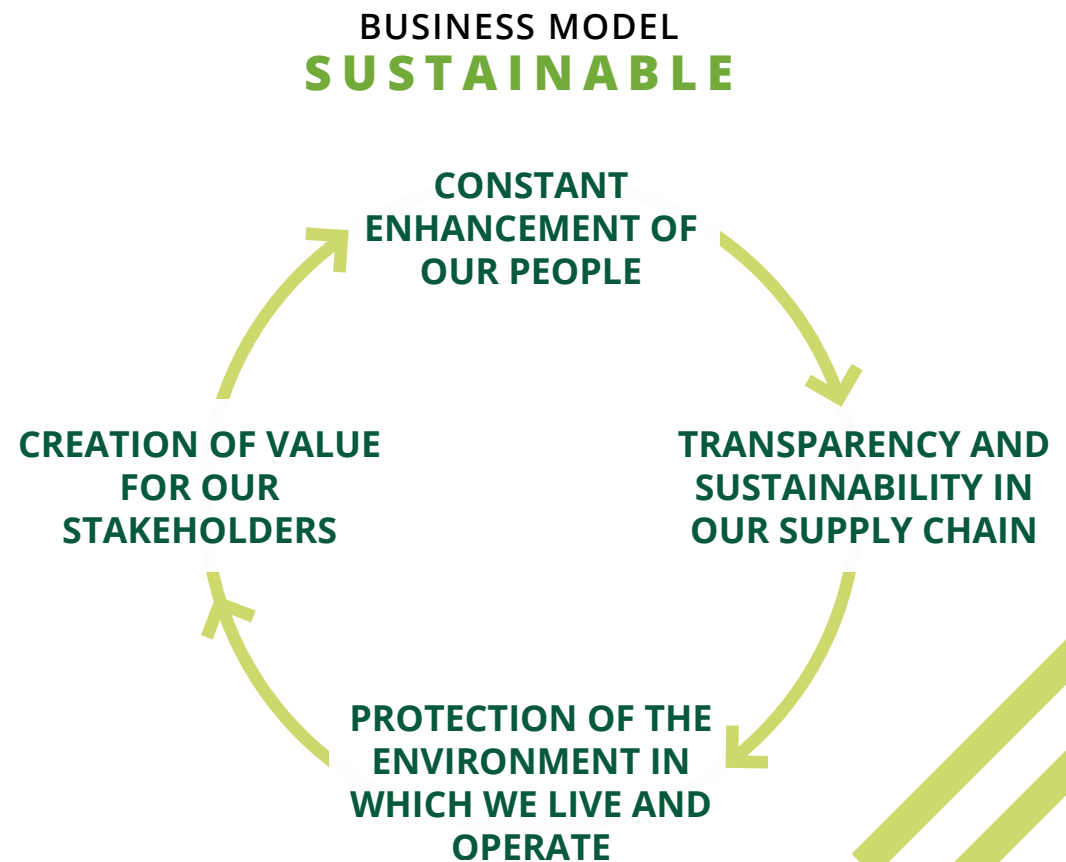 BUSINESS MODEL
SUSTAINABLE
CONSTANT
ENHANCEMENT OF
OUR PEOPLE
TRANSPARENCY AND
SUSTAINABILITY IN
OUR SUPPLY CHAIN
PROTECTION OF THE
ENVIRONMENT IN
WHICH WE LIVE AND
OPERATE
CREATION OF VALUE
FOR OUR
STAKEHOLDERS